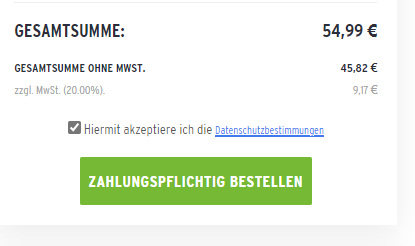 GESAMTSUMME: 54,99 €
GESAMTSUMME OHNE MWST. 45,82 €
zzgl. MwSt. (20.00%). 9,17 €
Hiermit akzeptiere ich die Datenschutzbestimmungen
ZAHLUNGSPFLICHTIG BESTELLEN